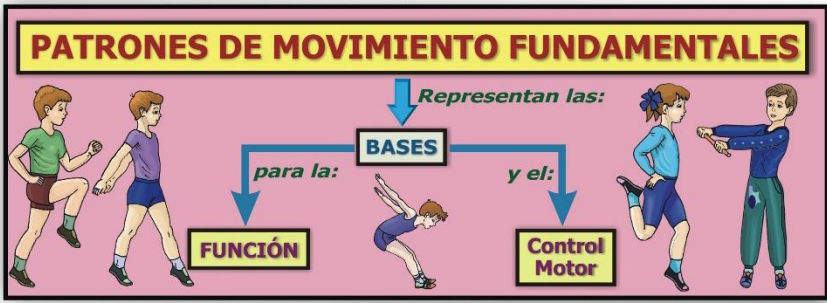 PATRONES DE MOVIMIENTO FUNDAMENTALES
Representan las:
BASES
para la:
y el:
FUNCIÓN
Control
Motor